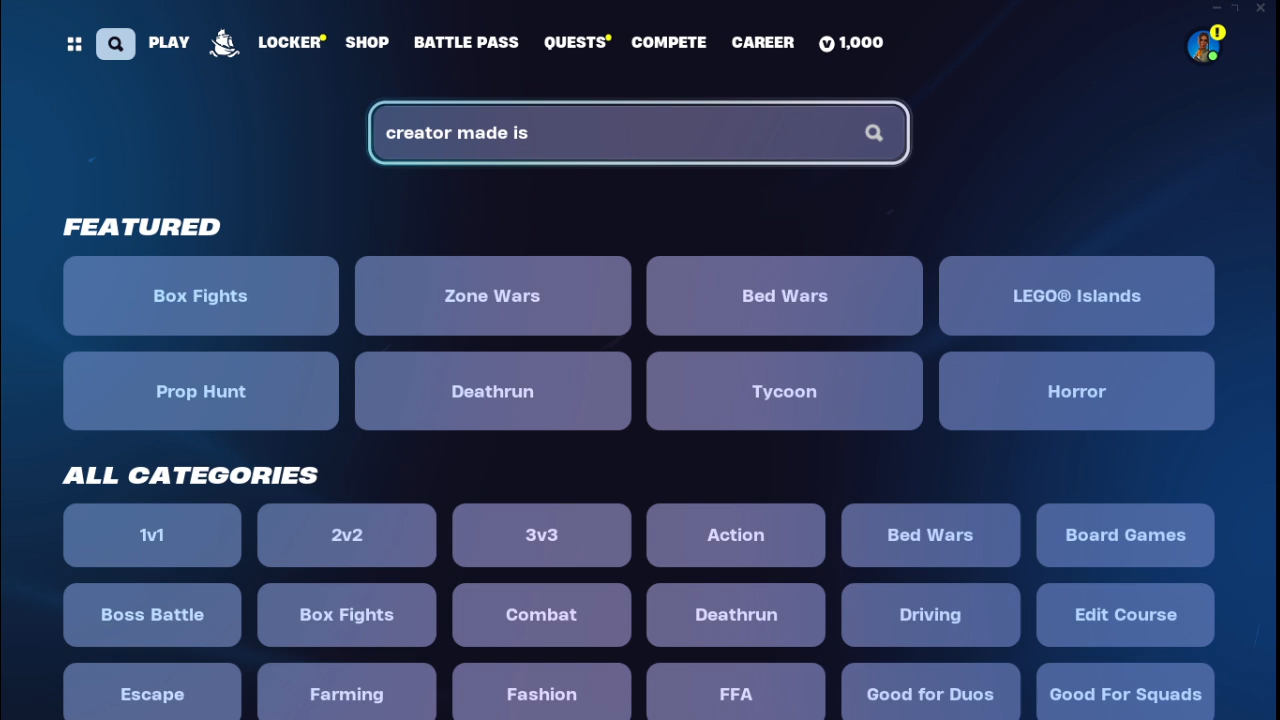 PLAY LOCKER SHOP BATTLE PASS QUESTS COMPETE CAREER V 1,000 !
creator made is
FEATURED
Box Fights Zone Wars Bed Wars LEGO® Islands
Prop Hunt Deathrun Tycoon Horror
ALL CATEGORIES
1v1 2v2 3v3 Action Bed Wars Board Games
Boss Battle Box Fights Combat Deathrun Driving Edit Course
Escape Farming Fashion FFA Good for Duos Good For Squads